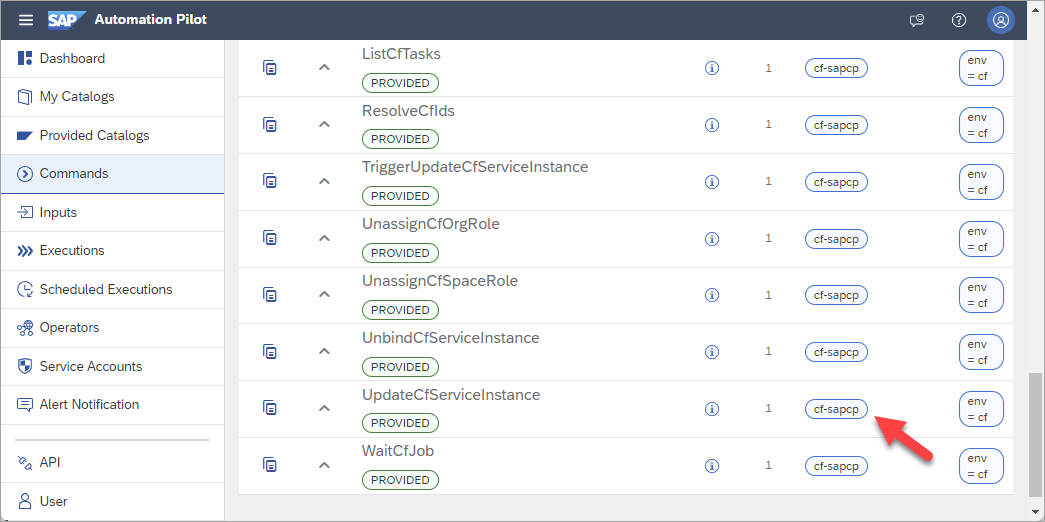 SAP Automation Pilot
Dashboard
My Catalogs
Provided Catalogs
Commands
Inputs
Executions
Scheduled Executions
Operators
Service Accounts
Alert Notification
API
User
ListCfTasks
PROVIDED
1
cf-sapcp
env
= cf
ResolveCfIds
PROVIDED
1
cf-sapcp
env
= cf
TriggerUpdateCfServiceInstance
PROVIDED
1
cf-sapcp
env
= cf
UnassignCfOrgRole
PROVIDED
1
cf-sapcp
env
= cf
UnassignCfSpaceRole
PROVIDED
1
cf-sapcp
env
= cf
UnbindCfServiceInstance
PROVIDED
1
cf-sapcp
env
= cf
UpdateCfServiceInstance
PROVIDED
1
cf-sapcp
env
= cf
WaitCfJob
PROVIDED
1
cf-sapcp
env
= cf